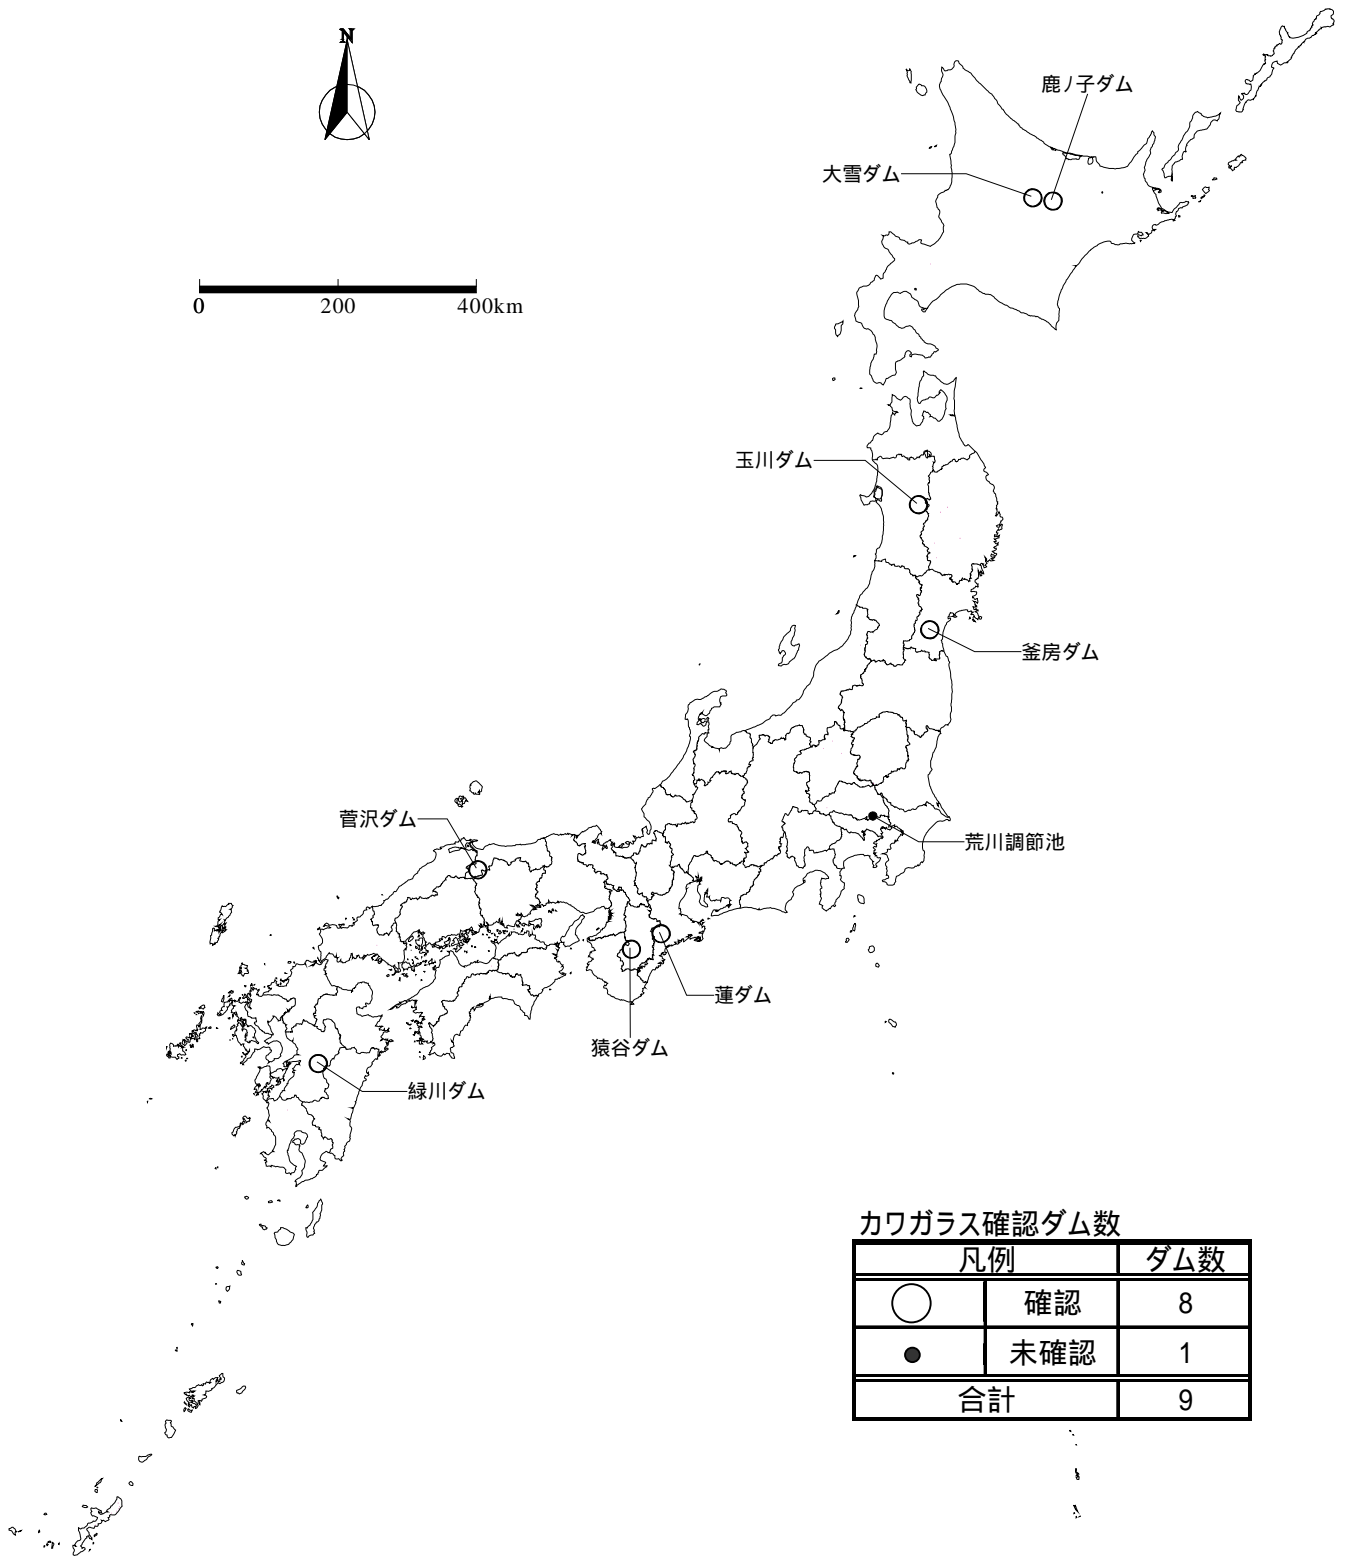 N
鹿ノ子ダム
大雪ダム
0 200 400km
玉川ダム
釜房ダム
菅沢ダム
荒川調節池
蓮ダム
猿谷ダム
緑川ダム
カワガラス確認ダム数
凡例 ダム数
確認 8
未確認 1
合計 9